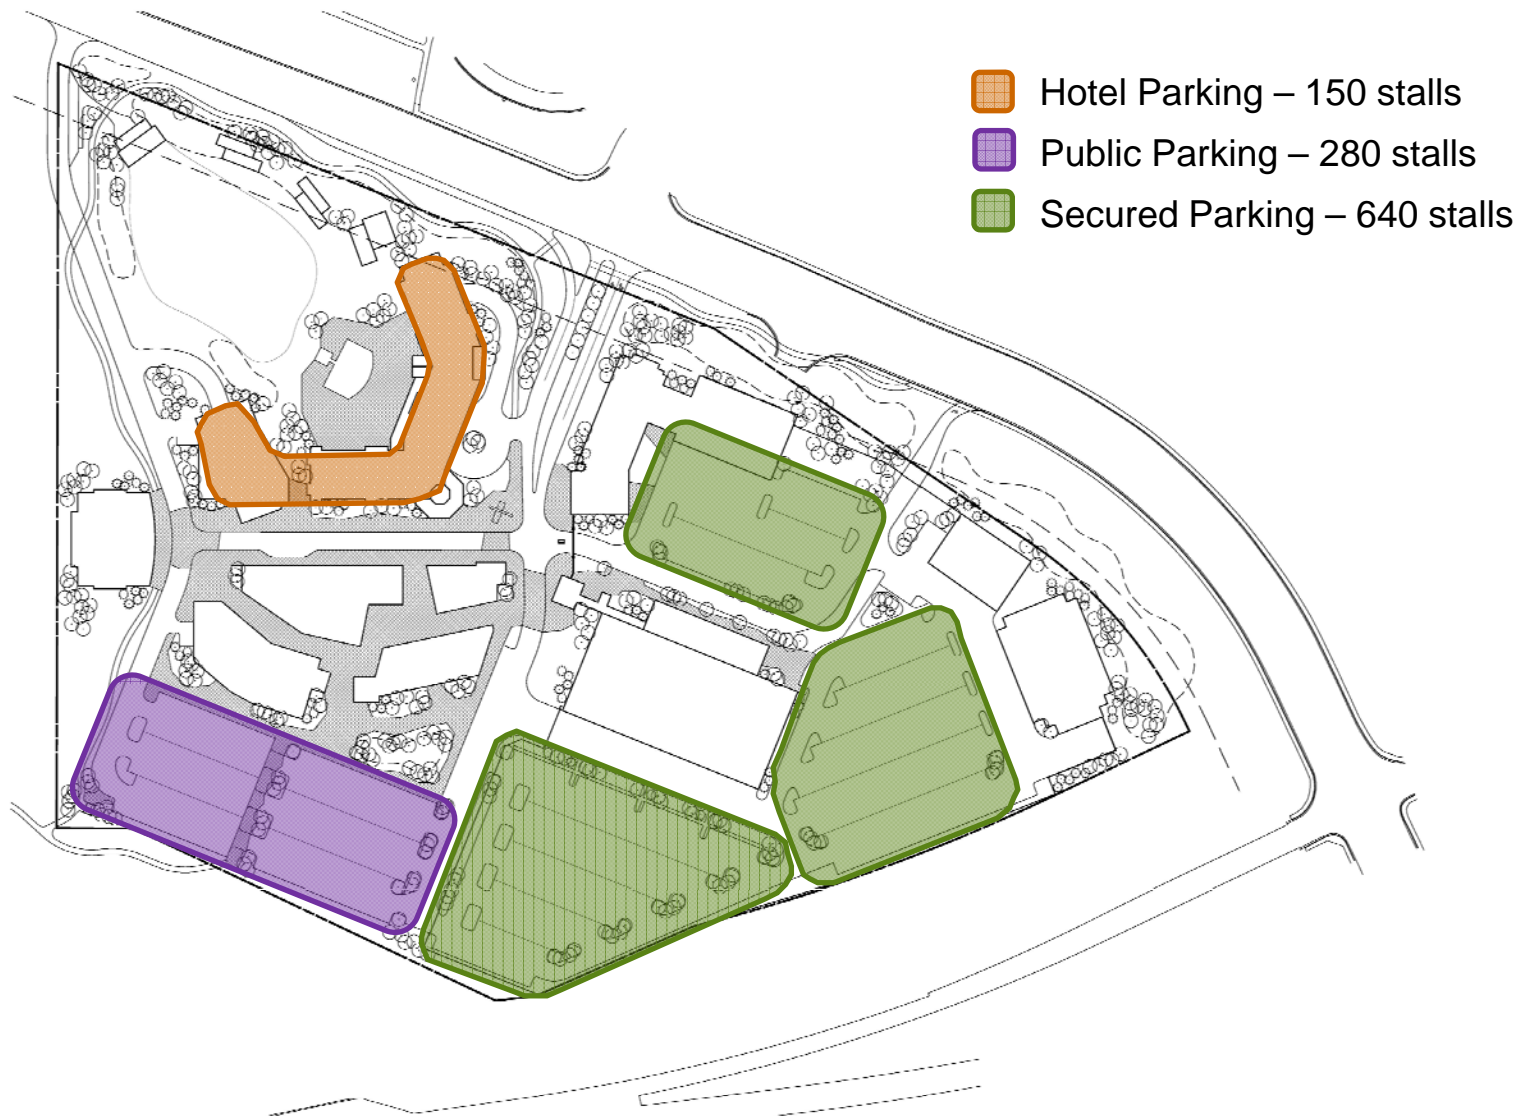 Hotel Parking – 150 stalls
Public Parking – 280 stalls
Secured Parking – 640 stalls